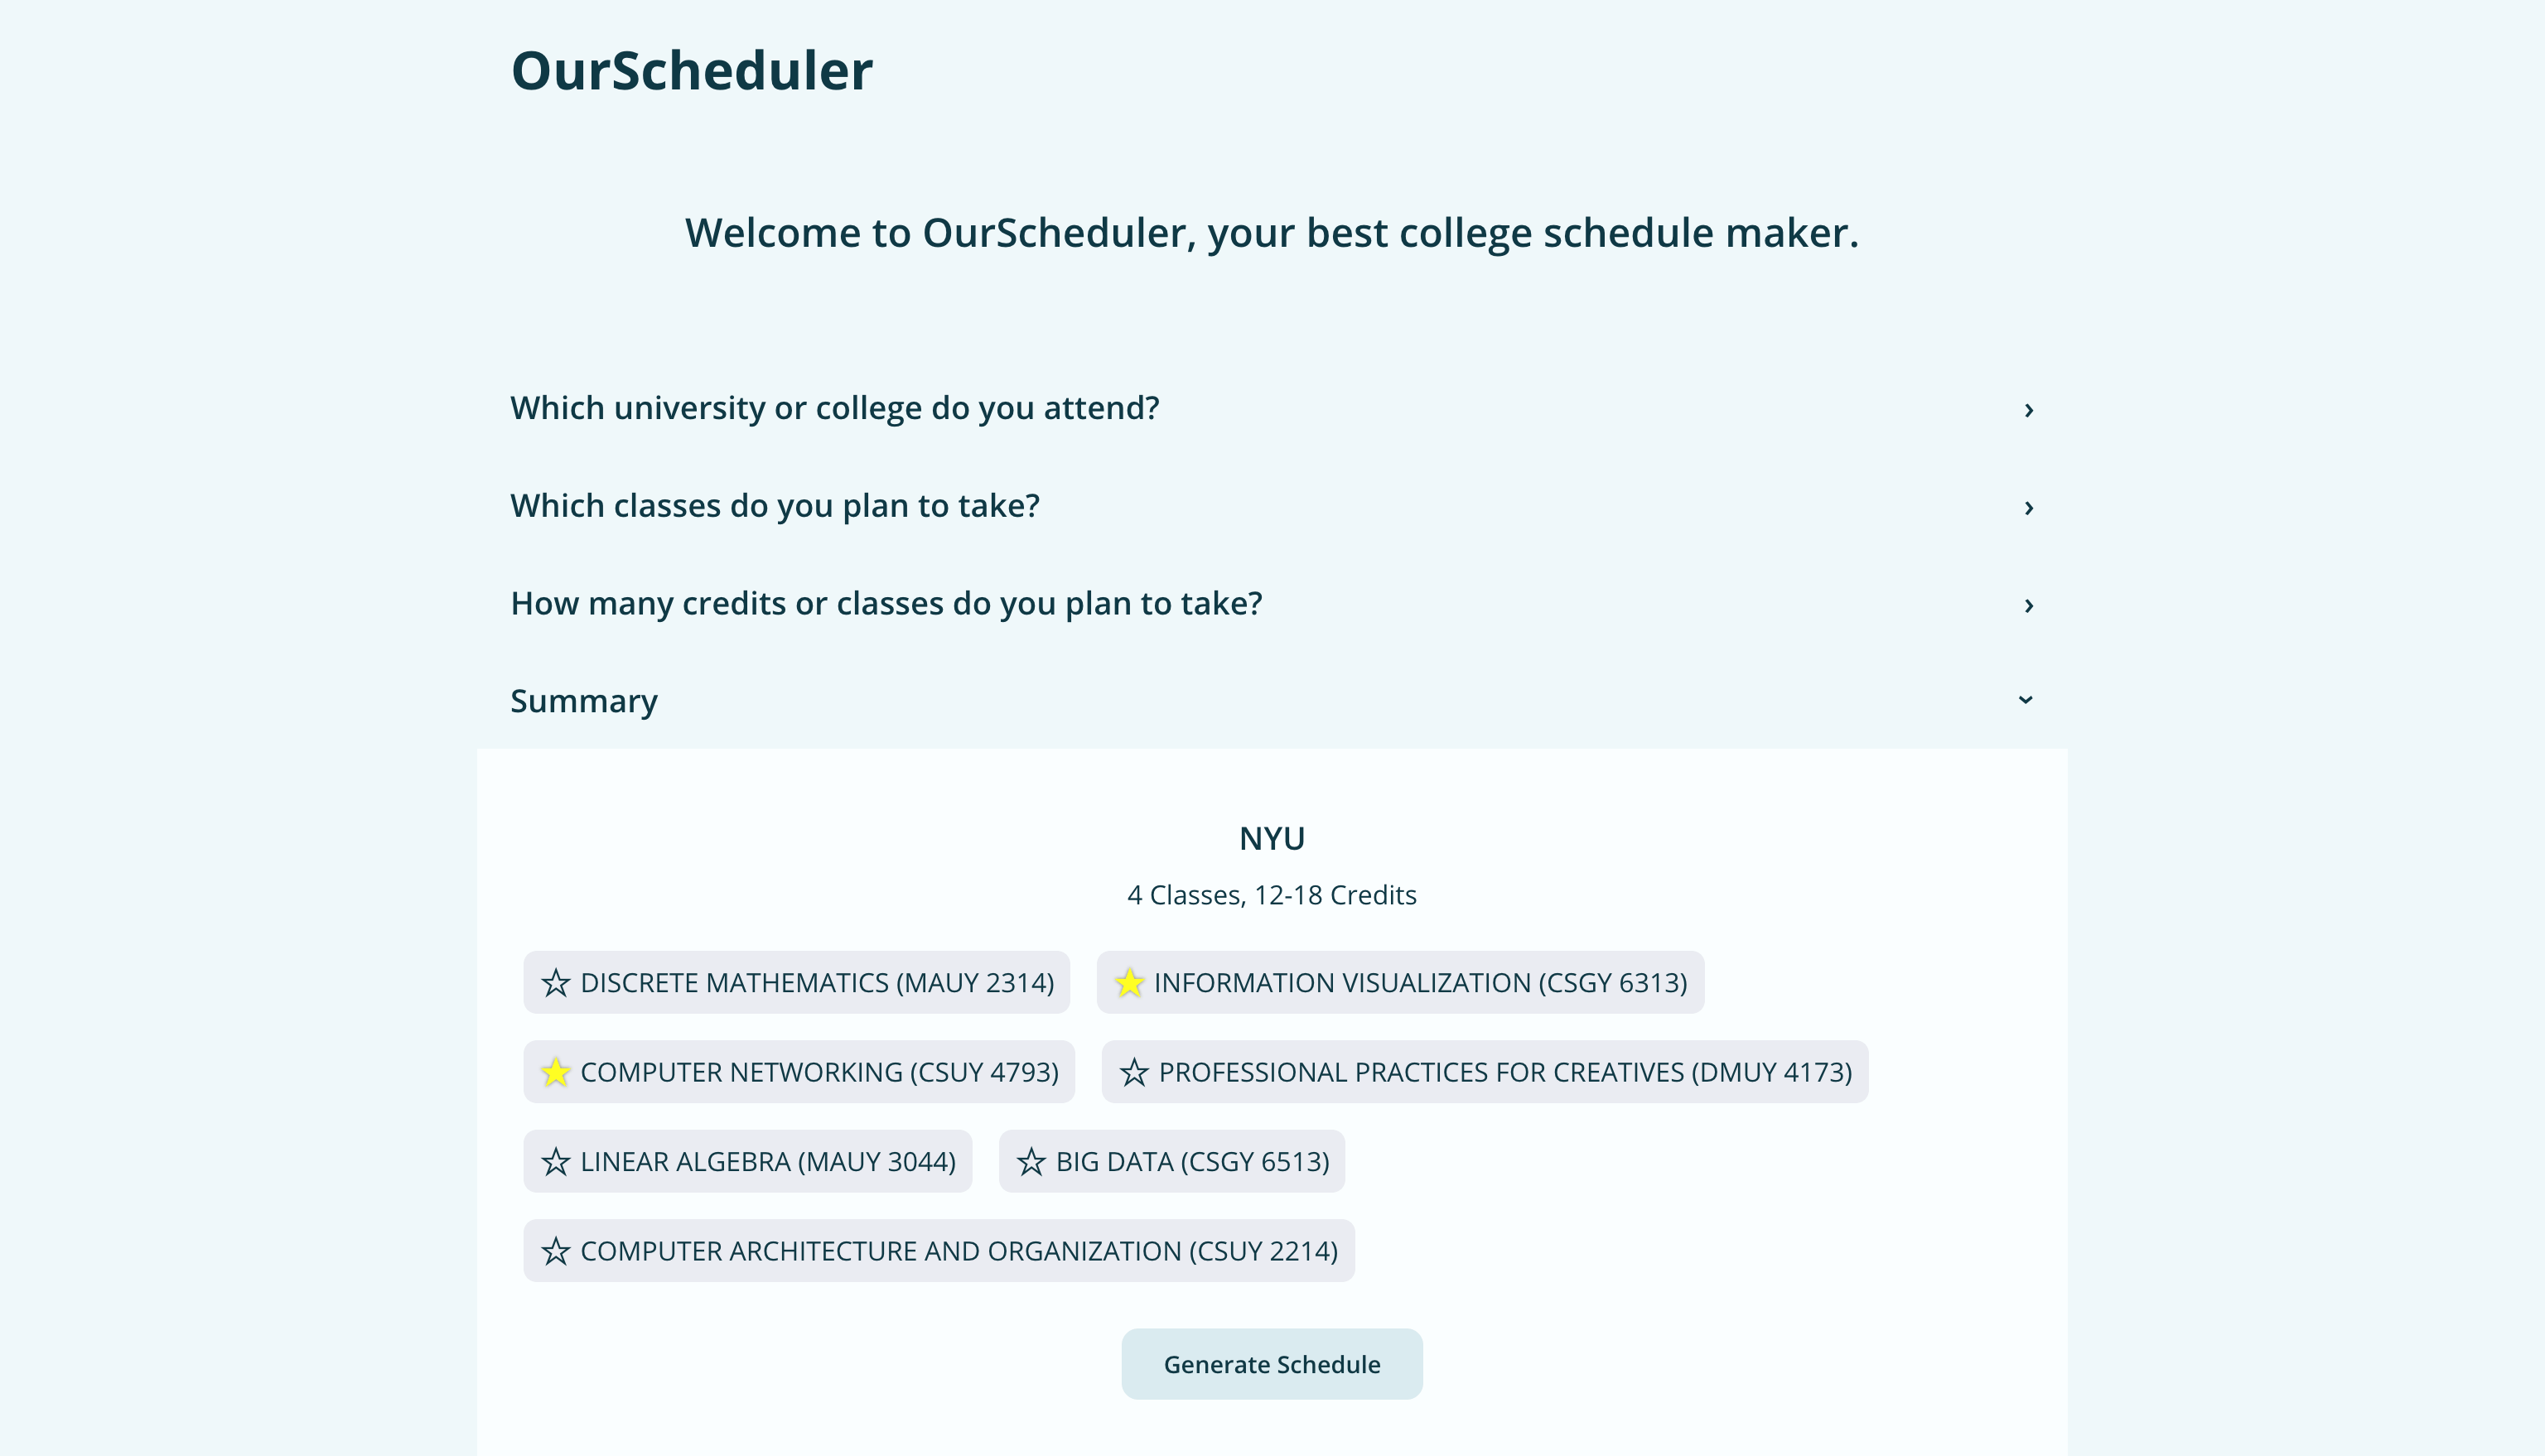 OurScheduler
Welcome to OurScheduler, your best college schedule maker.
Which university or college do you attend?
Which classes do you plan to take?
How many credits or classes do you plan to take?
Summary
NYU
4 Classes, 12-18 Credits
DISCRETE MATHEMATICS (MAUY 2314)
INFORMATION VISUALIZATION (CSGY 6313)
COMPUTER NETWORKING (CSUY 4793)
PROFESSIONAL PRACTICES FOR CREATIVES (DMUY 4173)
LINEAR ALGEBRA (MAUY 3044)
BIG DATA (CSGY 6513)
COMPUTER ARCHITECTURE AND ORGANIZATION (CSUY 2214)
Generate Schedule